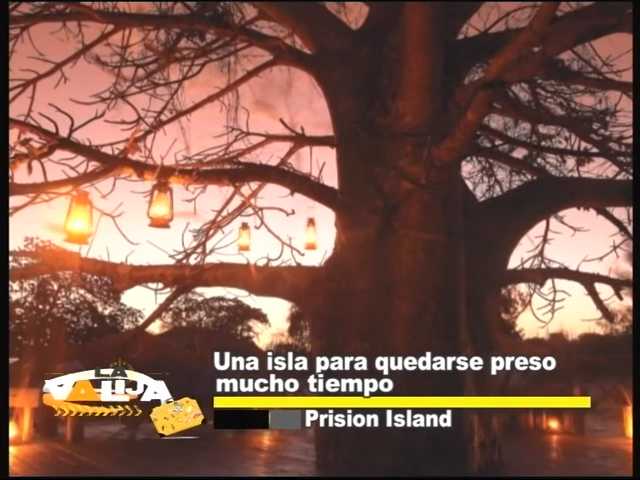 Una isla para quedarse preso
mucho tiempo
LA
VALIJA
Prision Island